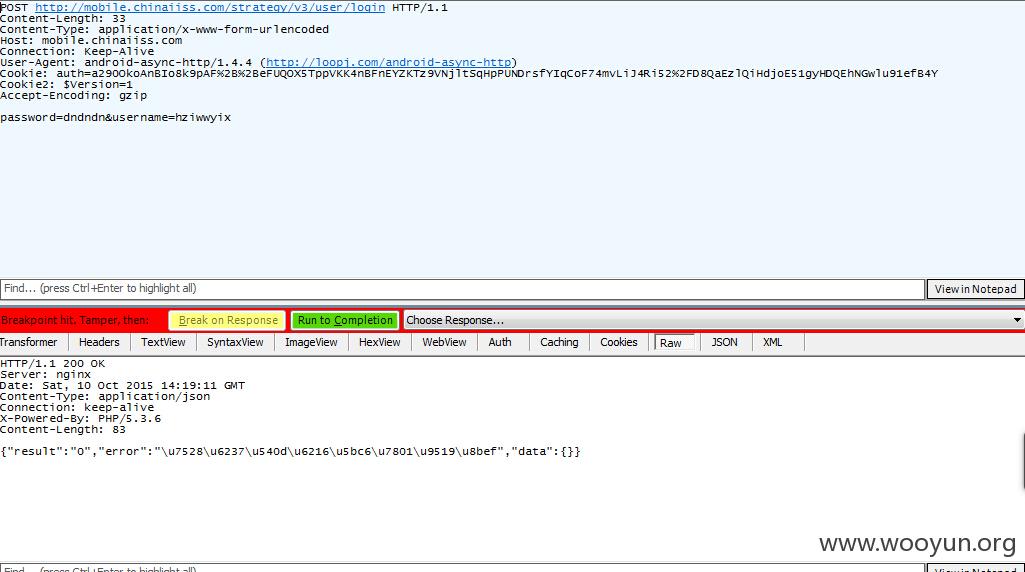 POST http://mobile.chinaiiss.com/strategy/v3/user/login HTTP/1.1
Content-Length: 33
Content-Type: application/x-www-form-urlencoded
Host: mobile.chinaiiss.com
Connection: Keep-Alive
User-Agent: android-async-http/1.4.4 (http://loopj.com/android-async-http)
Cookie: auth=a29OOkoAnBIo8k9pAF%2B%2BeFUQOX5TppVKK4nBFnEYZKTz9VNjltSqHpPUNDrsfYIqCoF74mvLiJ4Ri52%2FD8QaEzlQiHdjoE51gyHDQEhNGwlu91efB4Y
Cookie2: $Version=1
Accept-Encoding: gzip
password=dndndn&username=hziwwyix
Find... (press Ctrl+Enter to highlight all)
View in Notepad
Breakpoint hit. Tamper, then:
Break on Response
Run to Completion
Choose Response...
Transformer Headers TextView SyntaxView ImageView HexView WebView Auth Caching Cookies Raw JSON XML
HTTP/1.1 200 OK
Server: nginx
Date: Sat, 10 Oct 2015 14:19:11 GMT
Content-Type: application/json
Connection: keep-alive
X-Powered-By: PHP/5.3.6
Content-Length: 83
{"result":"0","error":"\u7528\u6237\u540d\u6216\u5bc6\u7801\u9519\u8bef","data":{}}
www.wooyun.org
Find... (press Ctrl+Enter to highlight all)
View in Notepad